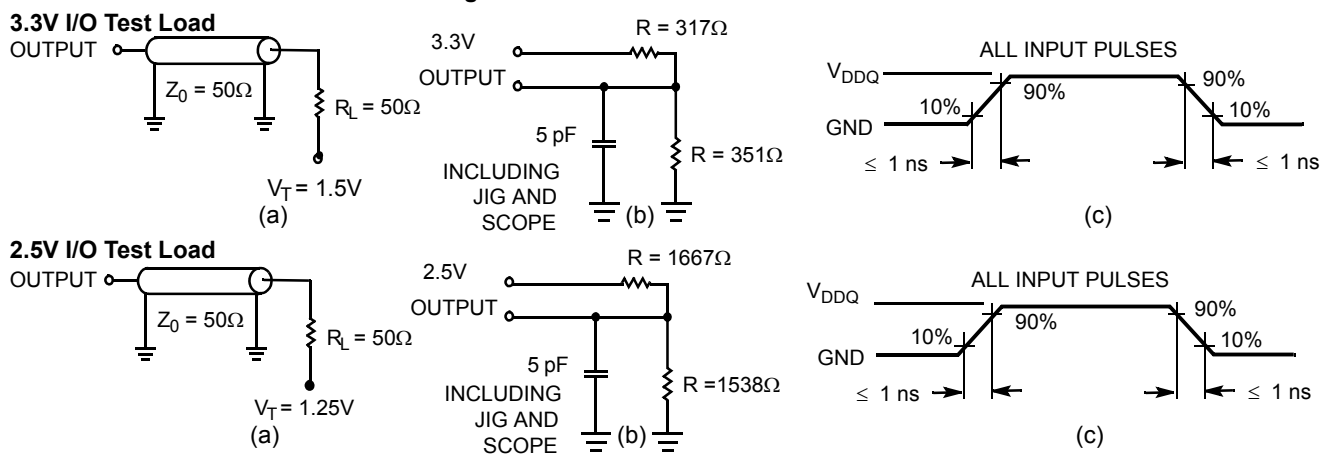 3.3V I/O Test Load
OUTPUT
Z0 = 50Ω
RL = 50Ω
VT = 1.5V
(a)
3.3V
OUTPUT
R = 317Ω
5 pF
R = 351Ω
INCLUDING
JIG AND
SCOPE
(b)
ALL INPUT PULSES
VDDQ
GND
10%
90%
90%
10%
≤ 1 ns
≤ 1 ns
(c)
2.5V I/O Test Load
OUTPUT
Z0 = 50Ω
RL = 50Ω
VT = 1.25V
(a)
2.5V
OUTPUT
R = 1667Ω
5 pF
R =1538Ω
INCLUDING
JIG AND
SCOPE
(b)
ALL INPUT PULSES
VDDQ
GND
10%
90%
90%
10%
≤ 1 ns
≤ 1 ns
(c)